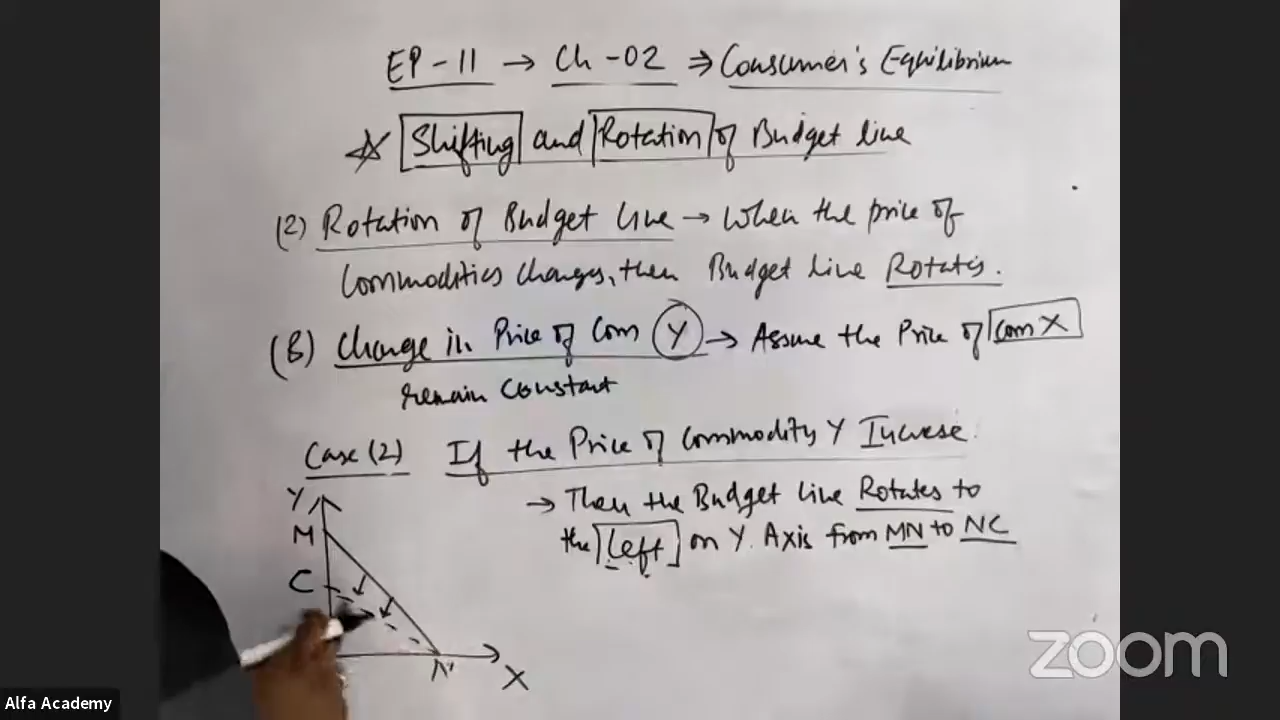 EP-11 → Ch-02 ⇒ Consumer's Equilibrium
☆ Shifting and Rotation of Budget line
(2) Rotation of Budget line → When the price of
Commodities changes, then Budget line Rotates.
(B) Change in Price of Com Y → Assume the Price of Com X
remain Constant
Case (2) If the Price of Commodity Y Increase.
→ Then the Budget line Rotates to
the Left on Y Axis from MN to NC
Y
M
C
N
X
zoom
Alfa Academy